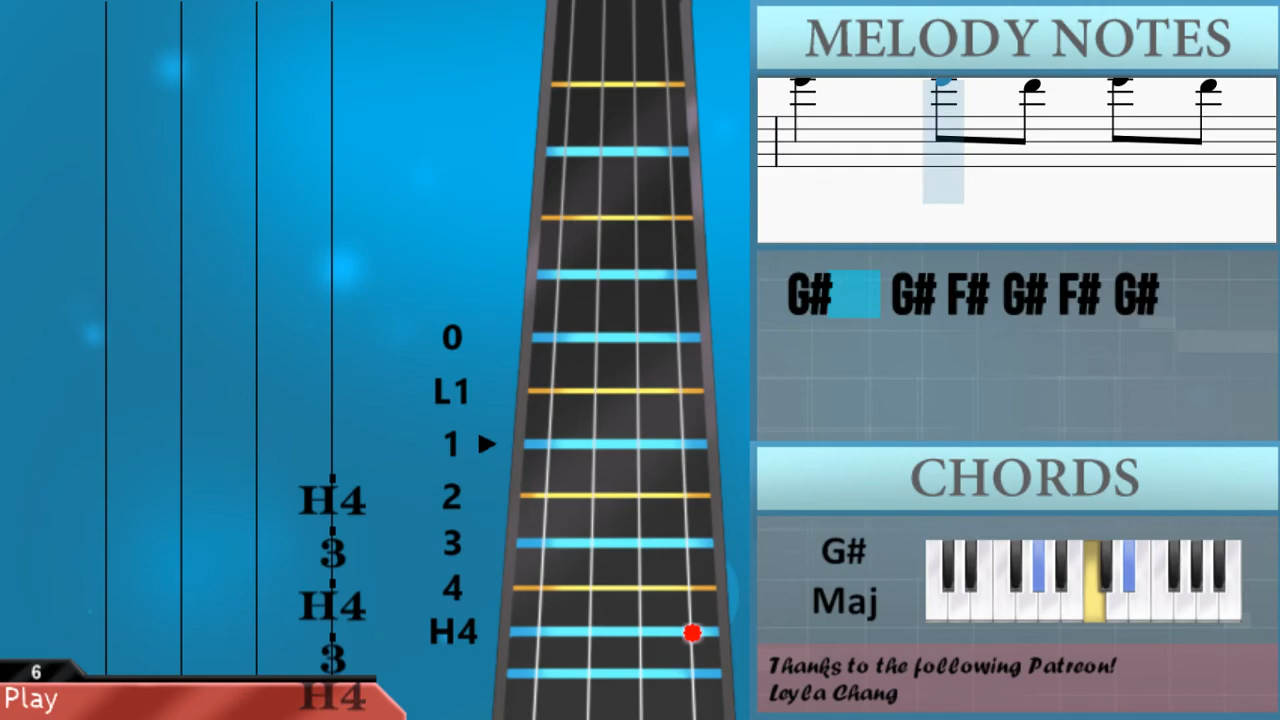 MELODY NOTES
G# G# F# G# F# G#
0
L1
1
2
3
4
H4
H4
3
H4
3
H4
6
Play
CHORDS
G#
Maj
Thanks to the following Patreon!
Leyla Chang